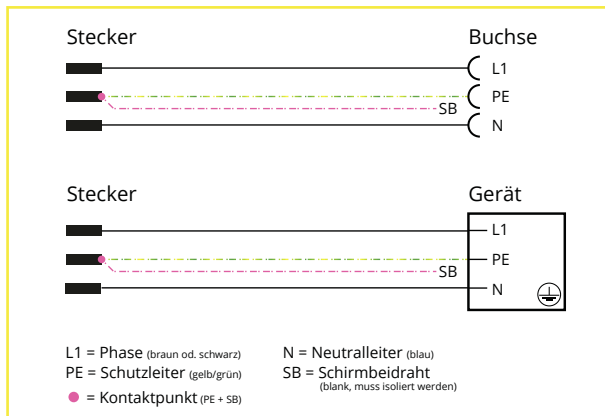 Stecker Buchse
L1
PE
SB
N
Stecker Gerät
L1
PE
SB
N
L1 = Phase (braun od. schwarz) N = Neutralleiter (blau)
PE = Schutzleiter (gelb/grün) SB = Schirmbeidraht
(blank, muss isoliert werden)
= Kontaktpunkt (PE + SB)